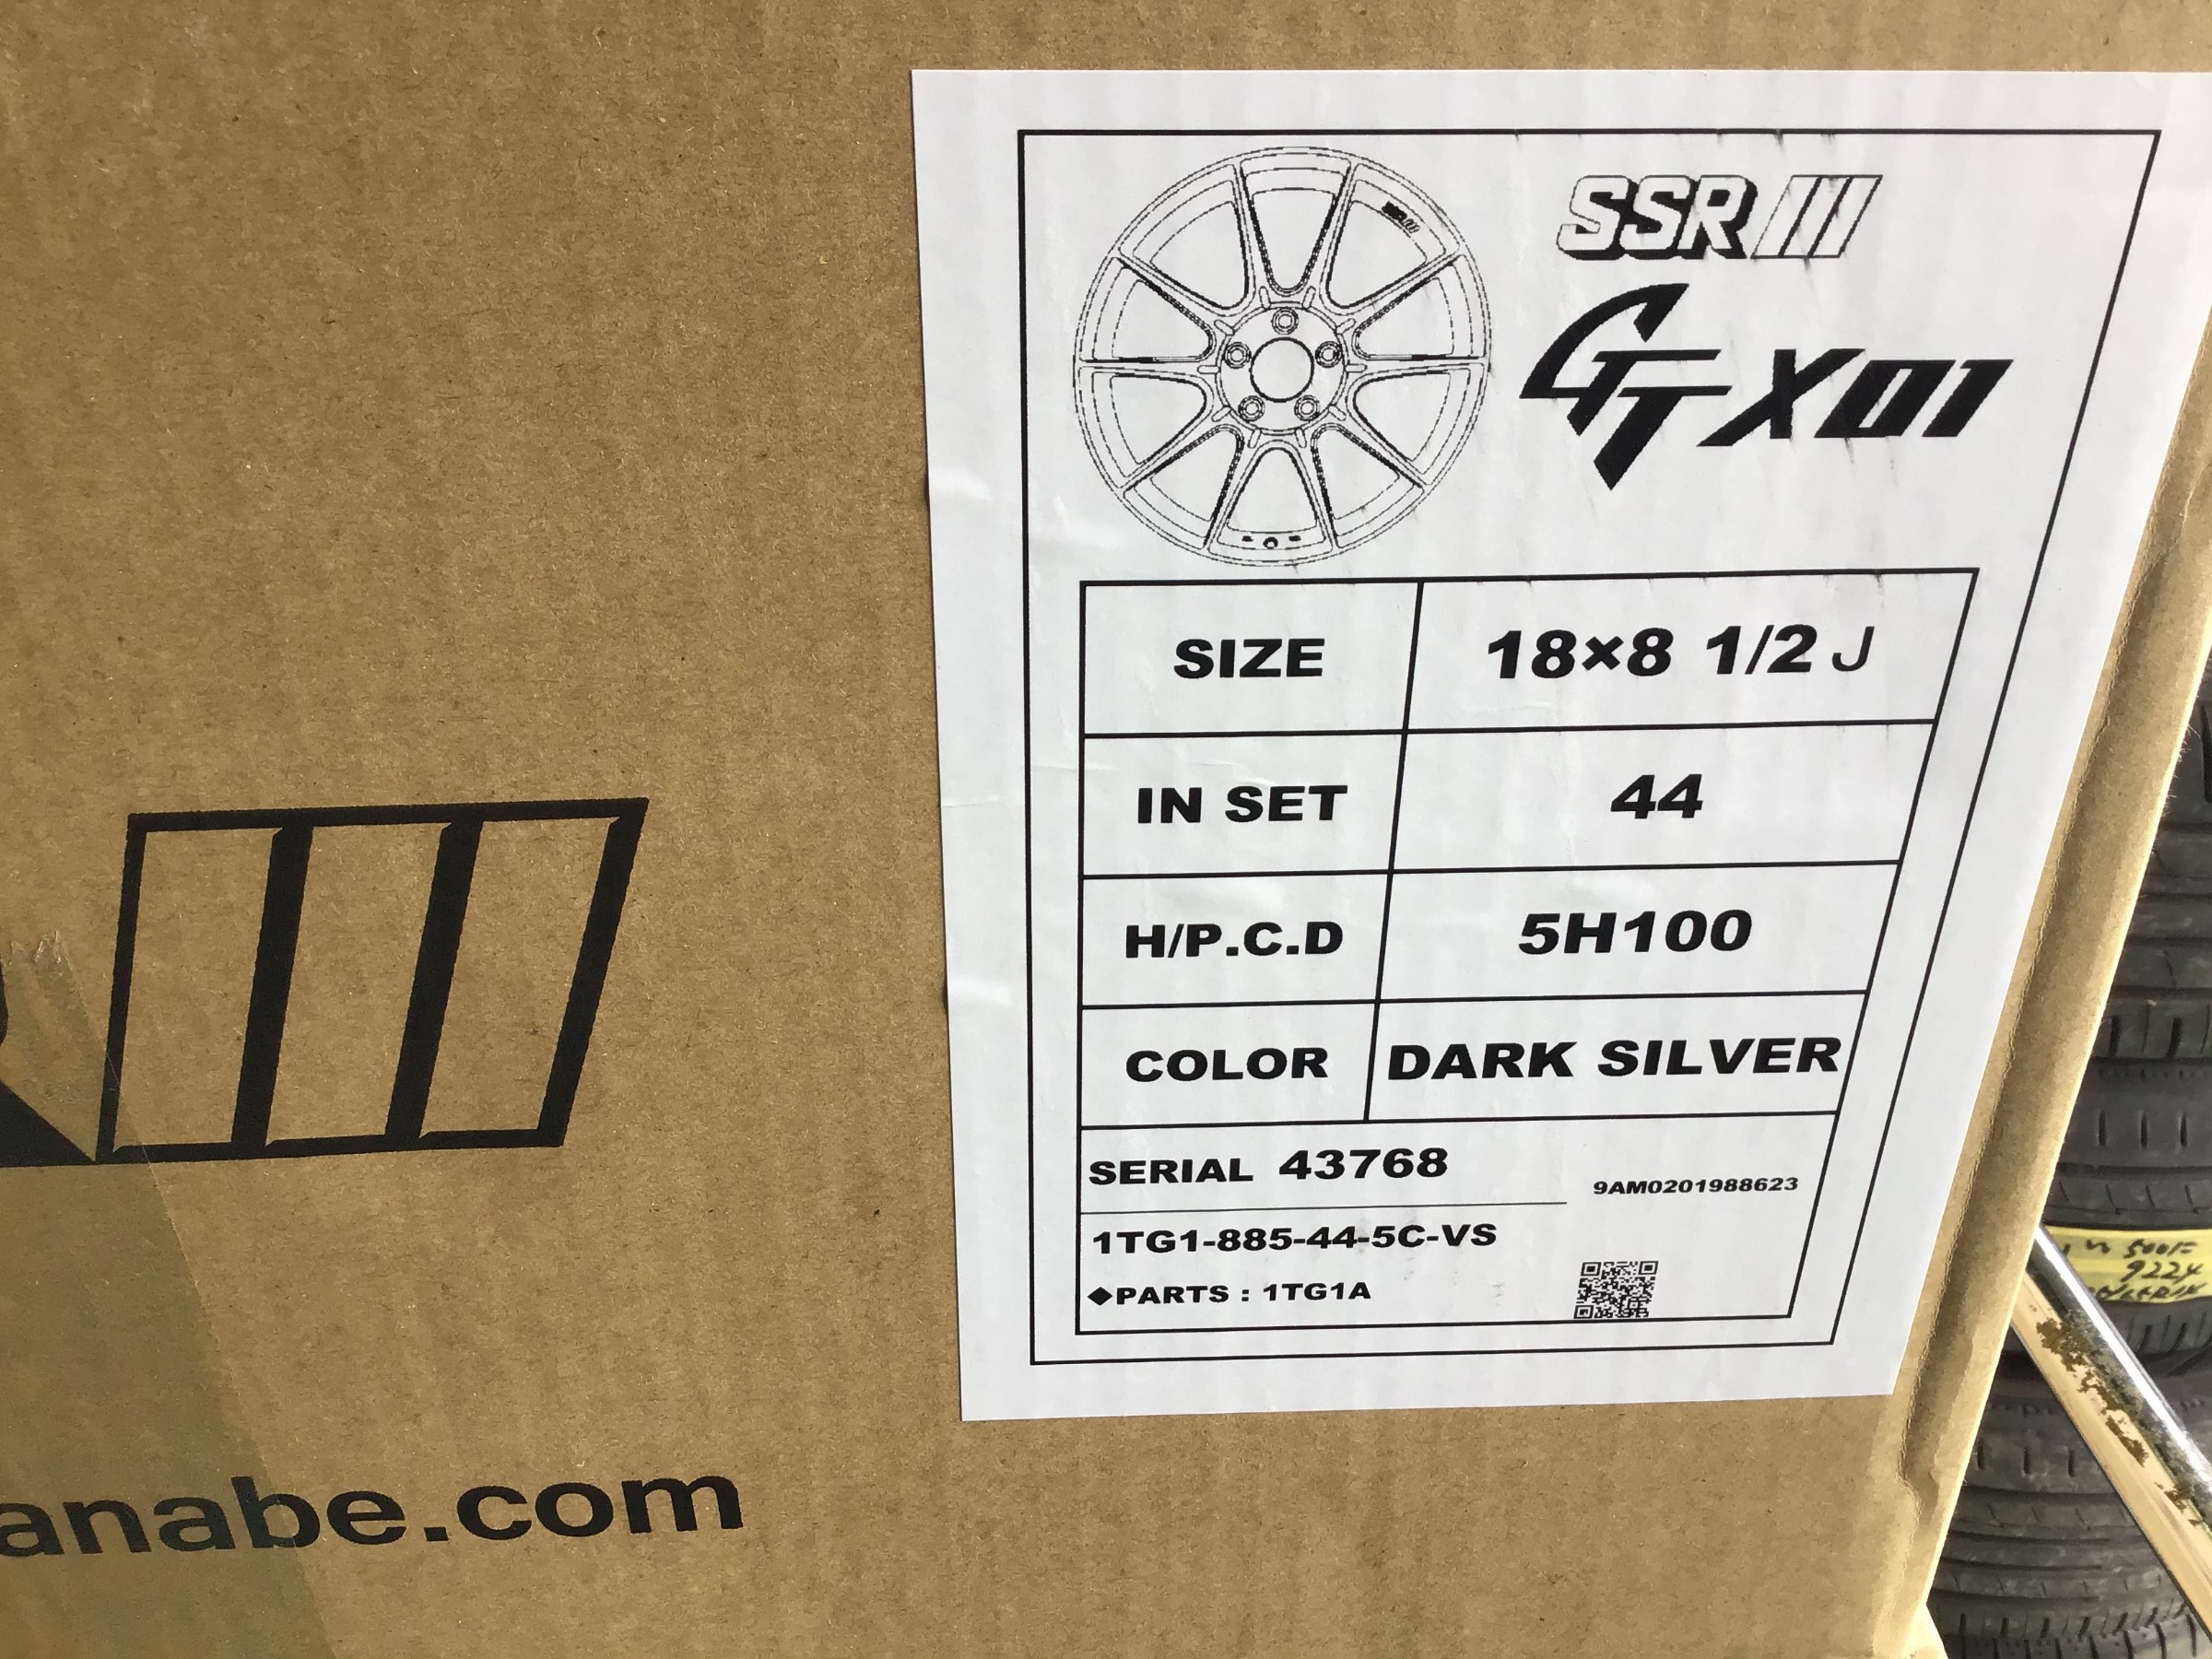 SSR
GTX01
SIZE 18×8 1/2 J
IN SET 44
H/P.C.D 5H100
COLOR DARK SILVER
SERIAL 43768
9AM0201988623
1TG1-885-44-5C-VS
◆PARTS : 1TG1A
anabe.com